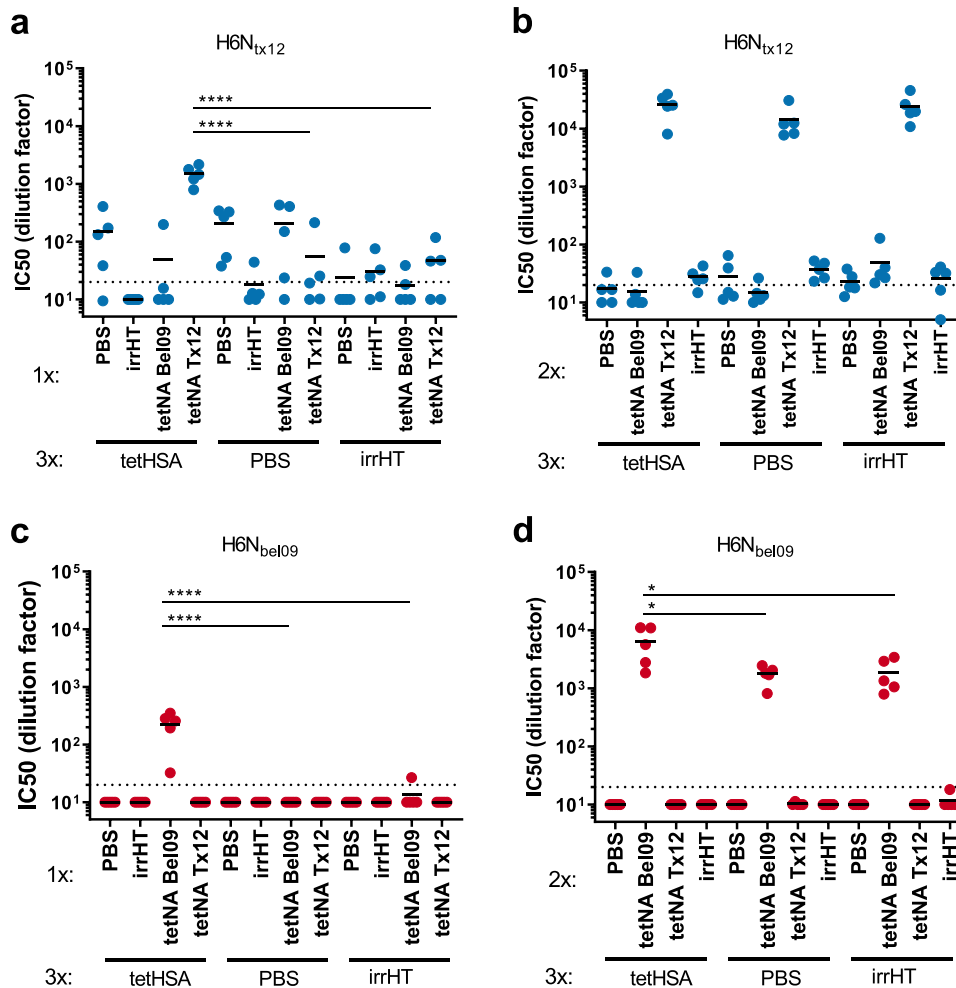 a
H6Ntx12
IC50 (dilution factor)
10^5
10^4
10^3
10^2
10^1
****
****
1x:
PBS
irrHT
tetNA Bel09
tetNA Tx12
PBS
irrHT
tetNA Bel09
tetNA Tx12
PBS
irrHT
tetNA Bel09
tetNA Tx12
3x:
tetHSA
PBS
irrHT
b
H6Ntx12
IC50 (dilution factor)
10^5
10^4
10^3
10^2
10^1
2x:
PBS
tetNA Bel09
tetNA Tx12
irrHT
PBS
tetNA Bel09
tetNA Tx12
irrHT
PBS
tetNA Bel09
tetNA Tx12
irrHT
3x:
tetHSA
PBS
irrHT
c
H6Nbel09
IC50 (dilution factor)
10^5
10^4
10^3
10^2
10^1
****
****
1x:
PBS
irrHT
tetNA Bel09
tetNA Tx12
PBS
irrHT
tetNA Bel09
tetNA Tx12
PBS
irrHT
tetNA Bel09
tetNA Tx12
3x:
tetHSA
PBS
irrHT
d
H6Nbel09
IC50 (dilution factor)
10^5
10^4
10^3
10^2
10^1
*
*
2x:
PBS
tetNA Bel09
tetNA Tx12
irrHT
PBS
tetNA Bel09
tetNA Tx12
irrHT
PBS
tetNA Bel09
tetNA Tx12
irrHT
3x:
tetHSA
PBS
irrHT